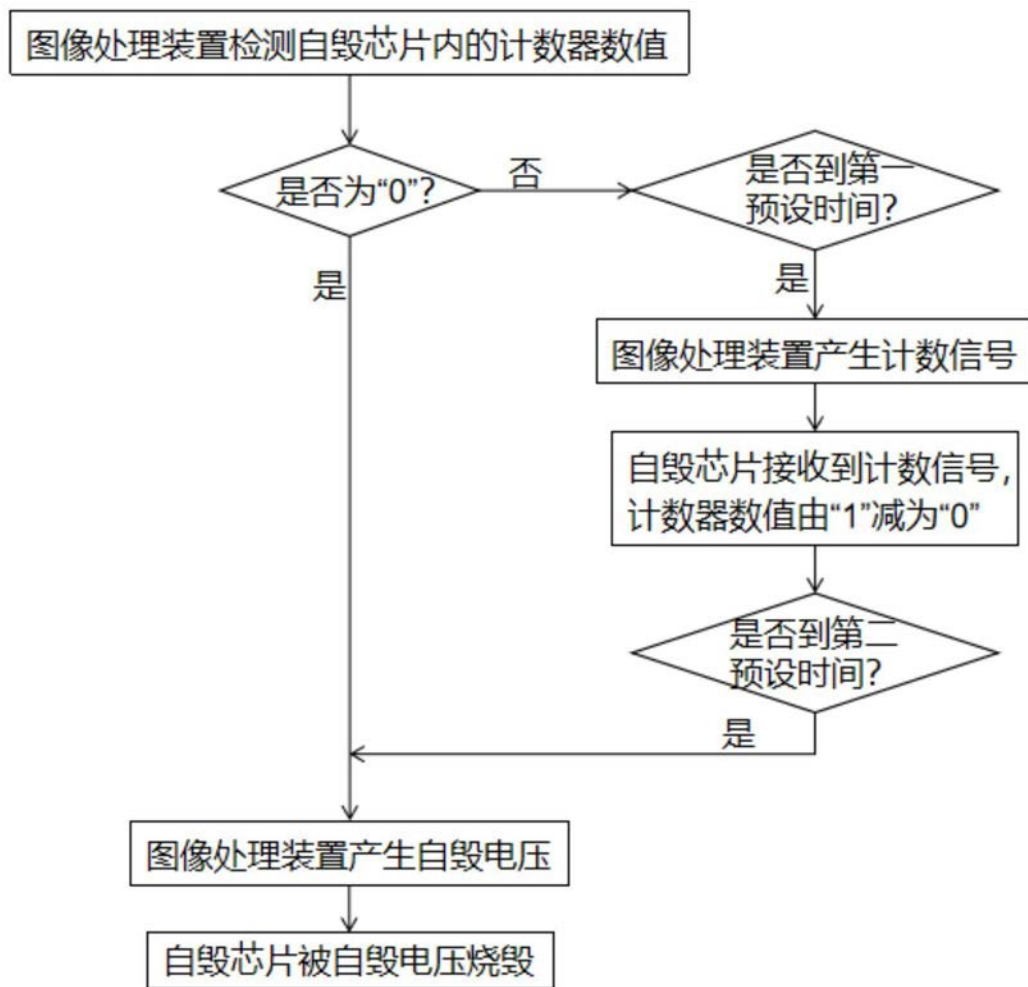 图像处理装置检测自毁芯片内的计数器数值
是否为“0”?
否
是否到第一
预设时间?
是
是
图像处理装置产生计数信号
自毁芯片接收到计数信号,
计数器数值由“1”减为“0”
是否到第二
预设时间?
是
图像处理装置产生自毁电压
自毁芯片被自毁电压烧毁